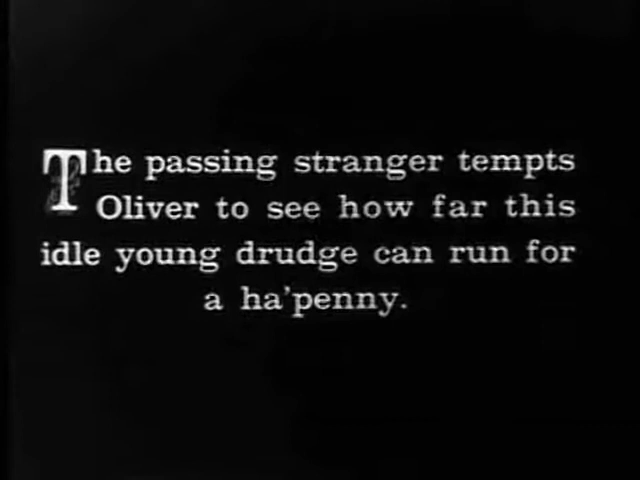 The passing stranger tempts
Oliver to see how far this
idle young drudge can run for
a ha'penny.